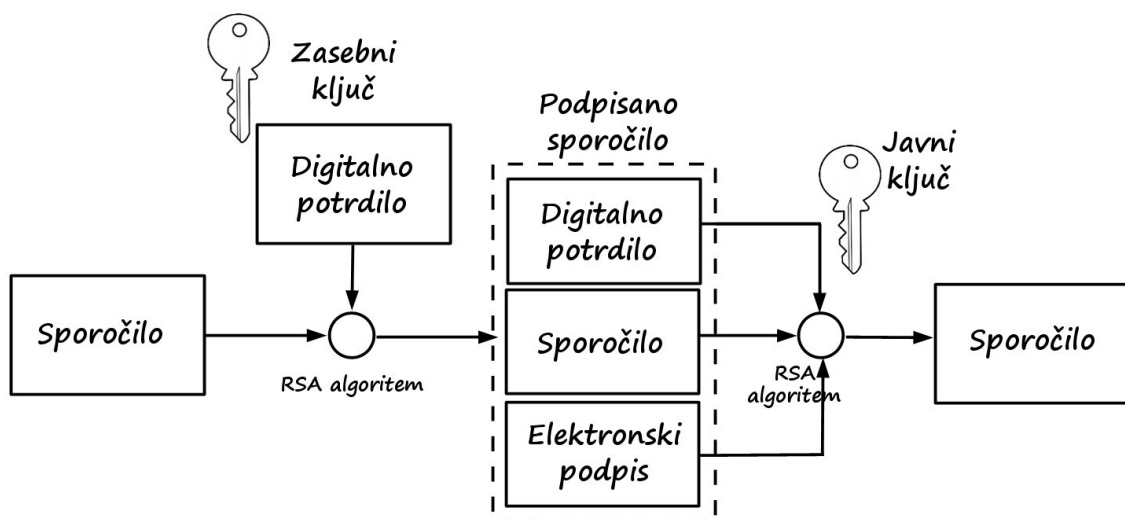 Zasebni
ključ
Digitalno
potrdilo
Sporočilo
RSA algoritem
Podpisano
sporočilo
Digitalno
potrdilo
Sporočilo
Elektronski
podpis
Javni
ključ
RSA
algoritem
Sporočilo